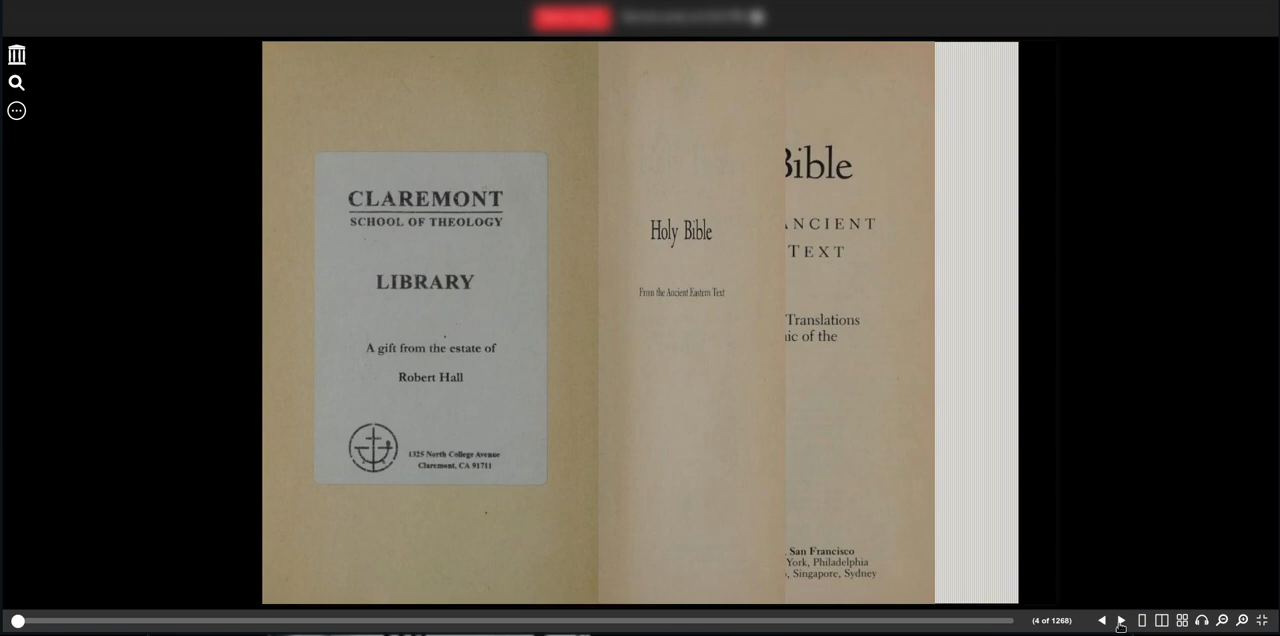 CLAREMONT
SCHOOL OF THEOLOGY
LIBRARY
A gift from the estate of
Robert Hall
1325 North College Avenue
Claremont, CA 91711
Holy Bible
From the Ancient Eastern Text
Bible
ANCIENT
TEXT
Translations
ic of the
San Francisco
York, Philadelphia
, Singapore, Sydney
(4 of 1268)